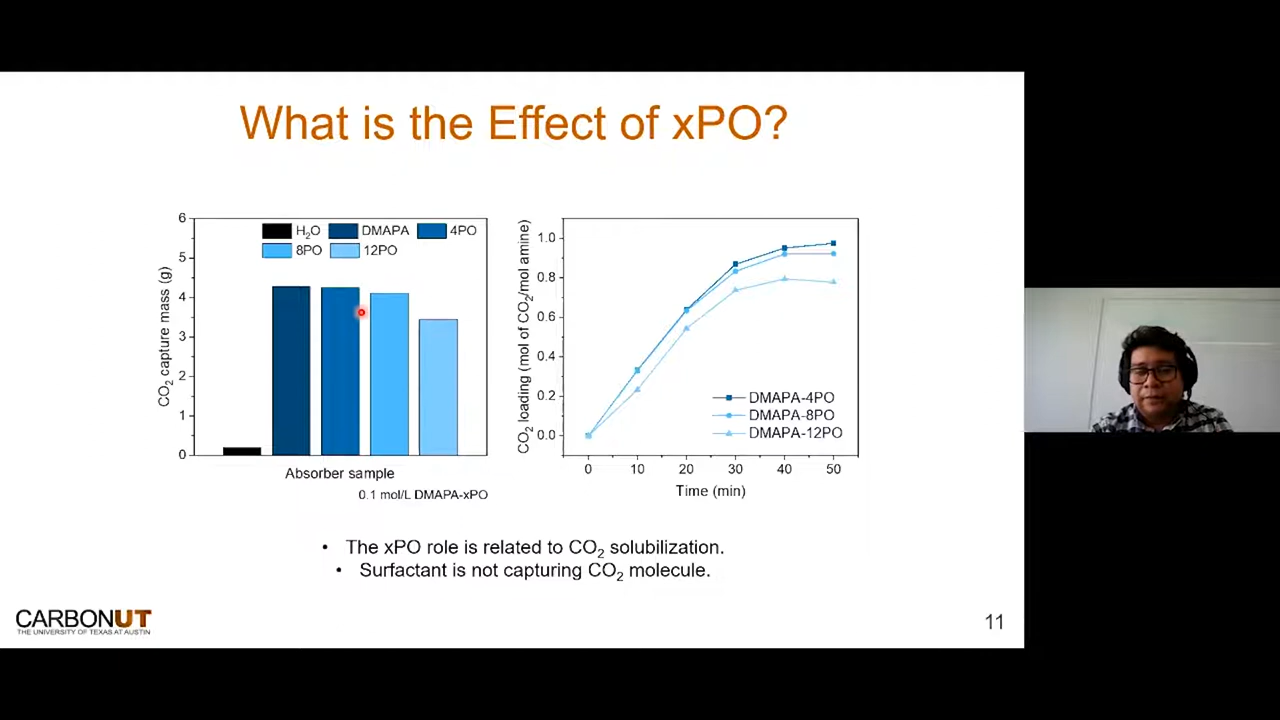 What is the Effect of xPO?
CO₂ capture mass (g)
6
5
4
3
2
1
0
H₂O DMAPA 4PO
8PO 12PO
Absorber sample
0.1 mol/L DMAPA-xPO
CO₂ loading (mol of CO₂/mol amine)
1.0
0.8
0.6
0.4
0.2
0.0
DMAPA-4PO
DMAPA-8PO
DMAPA-12PO
0 10 20 30 40 50
Time (min)
• The xPO role is related to CO₂ solubilization.
• Surfactant is not capturing CO₂ molecule.
CARBONUT
THE UNIVERSITY OF TEXAS AT AUSTIN
11